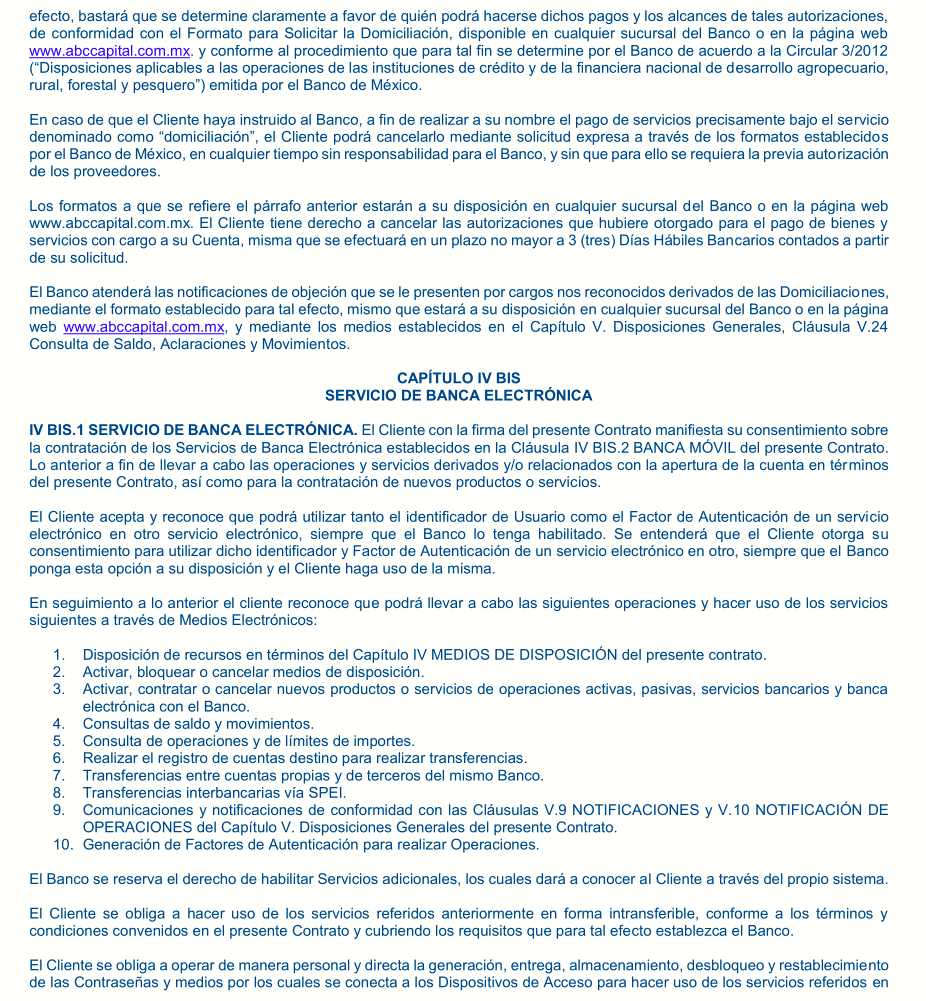 efecto, bastará que se determine claramente a favor de quién podrá hacerse dichos pagos y los alcances de tales autorizaciones,
de conformidad con el Formato para Solicitar la Domiciliación, disponible en cualquier sucursal del Banco o en la página web
www.abccapital.com.mx. y conforme al procedimiento que para tal fin se determine por el Banco de acuerdo a la Circular 3/2012
(“Disposiciones aplicables a las operaciones de las instituciones de crédito y de la financiera nacional de desarrollo agropecuario,
rural, forestal y pesquero”) emitida por el Banco de México.
En caso de que el Cliente haya instruido al Banco, a fin de realizar a su nombre el pago de servicios precisamente bajo el servicio
denominado como “domiciliación”, el Cliente podrá cancelarlo mediante solicitud expresa a través de los formatos establecidos
por el Banco de México, en cualquier tiempo sin responsabilidad para el Banco, y sin que para ello se requiera la previa autorización
de los proveedores.
Los formatos a que se refiere el párrafo anterior estarán a su disposición en cualquier sucursal del Banco o en la página web
www.abccapital.com.mx. El Cliente tiene derecho a cancelar las autorizaciones que hubiere otorgado para el pago de bienes y
servicios con cargo a su Cuenta, misma que se efectuará en un plazo no mayor a 3 (tres) Días Hábiles Bancarios contados a partir
de su solicitud.
El Banco atenderá las notificaciones de objeción que se le presenten por cargos nos reconocidos derivados de las Domiciliaciones,
mediante el formato establecido para tal efecto, mismo que estará a su disposición en cualquier sucursal del Banco o en la página
web www.abccapital.com.mx, y mediante los medios establecidos en el Capítulo V. Disposiciones Generales, Cláusula V.24
Consulta de Saldo, Aclaraciones y Movimientos.
CAPÍTULO IV BIS
SERVICIO DE BANCA ELECTRÓNICA
IV BIS.1 SERVICIO DE BANCA ELECTRÓNICA. El Cliente con la firma del presente Contrato manifiesta su consentimiento sobre
la contratación de los Servicios de Banca Electrónica establecidos en la Cláusula IV BIS.2 BANCA MÓVIL del presente Contrato.
Lo anterior a fin de llevar a cabo las operaciones y servicios derivados y/o relacionados con la apertura de la cuenta en términos
del presente Contrato, así como para la contratación de nuevos productos o servicios.
El Cliente acepta y reconoce que podrá utilizar tanto el identificador de Usuario como el Factor de Autenticación de un servicio
electrónico en otro servicio electrónico, siempre que el Banco lo tenga habilitado. Se entenderá que el Cliente otorga su
consentimiento para utilizar dicho identificador y Factor de Autenticación de un servicio electrónico en otro, siempre que el Banco
ponga esta opción a su disposición y el Cliente haga uso de la misma.
En seguimiento a lo anterior el cliente reconoce que podrá llevar a cabo las siguientes operaciones y hacer uso de los servicios
siguientes a través de Medios Electrónicos:
1. Disposición de recursos en términos del Capítulo IV MEDIOS DE DISPOSICIÓN del presente contrato.
2. Activar, bloquear o cancelar medios de disposición.
3. Activar, contratar o cancelar nuevos productos o servicios de operaciones activas, pasivas, servicios bancarios y banca
electrónica con el Banco.
4. Consultas de saldo y movimientos.
5. Consulta de operaciones y de límites de importes.
6. Realizar el registro de cuentas destino para realizar transferencias.
7. Transferencias entre cuentas propias y de terceros del mismo Banco.
8. Transferencias interbancarias vía SPEI.
9. Comunicaciones y notificaciones de conformidad con las Cláusulas V.9 NOTIFICACIONES y V.10 NOTIFICACIÓN DE
OPERACIONES del Capítulo V. Disposiciones Generales del presente Contrato.
10. Generación de Factores de Autenticación para realizar Operaciones.
El Banco se reserva el derecho de habilitar Servicios adicionales, los cuales dará a conocer al Cliente a través del propio sistema.
El Cliente se obliga a hacer uso de los servicios referidos anteriormente en forma intransferible, conforme a los términos y
condiciones convenidos en el presente Contrato y cubriendo los requisitos que para tal efecto establezca el Banco.
El Cliente se obliga a operar de manera personal y directa la generación, entrega, almacenamiento, desbloqueo y restablecimiento
de las Contraseñas y medios por los cuales se conecta a los Dispositivos de Acceso para hacer uso de los servicios referidos en